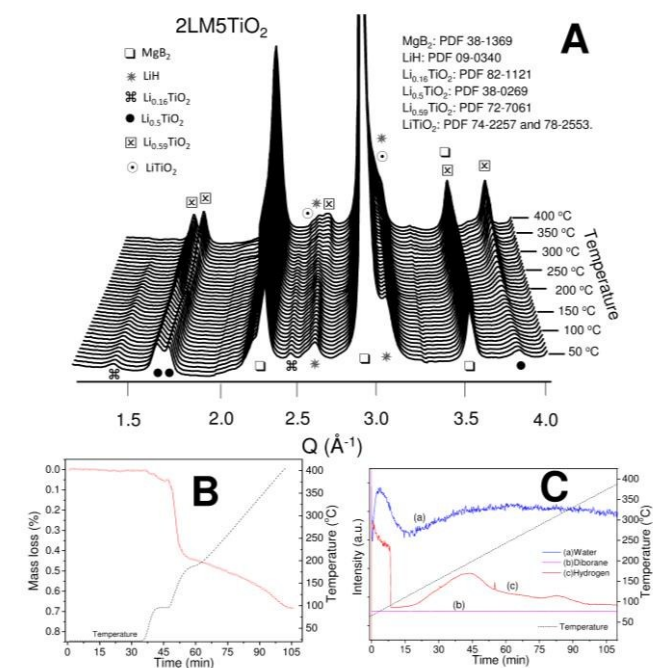 2LM5TiO₂
MgB₂
LiH
Li₀.₁₆TiO₂
Li₀.₅TiO₂
Li₀.₅₉TiO₂
LiTiO₂
MgB₂: PDF 38-1369
LiH: PDF 09-0340
Li₀.₁₆TiO₂: PDF 82-1121
Li₀.₅TiO₂: PDF 38-0269
Li₀.₅₉TiO₂: PDF 72-7061
LiTiO₂: PDF 74-2257 and 78-2553.
A
400 °C
350 °C
300 °C
250 °C
200 °C
150 °C
100 °C
50 °C
Temperature
1.5 2.0 2.5 3.0 3.5 4.0
Q (Å⁻¹)
B
0.0
0.1
0.2
0.3
0.4
0.5
0.6
0.7
0.8
Mass loss (%)
400
350
300
250
200
150
100
50
Temperature (°C)
Temperature
0 15 30 45 60 75 90 105
Time (min)
C
Intensity (a.u.)
(a)
(b)
(c)
(a)Water
(b)Diborane
(c)Hydrogen
Temperature
400
350
300
250
200
150
100
50
Temperature (°C)
0 15 30 45 60 75 90 105
Time (min)